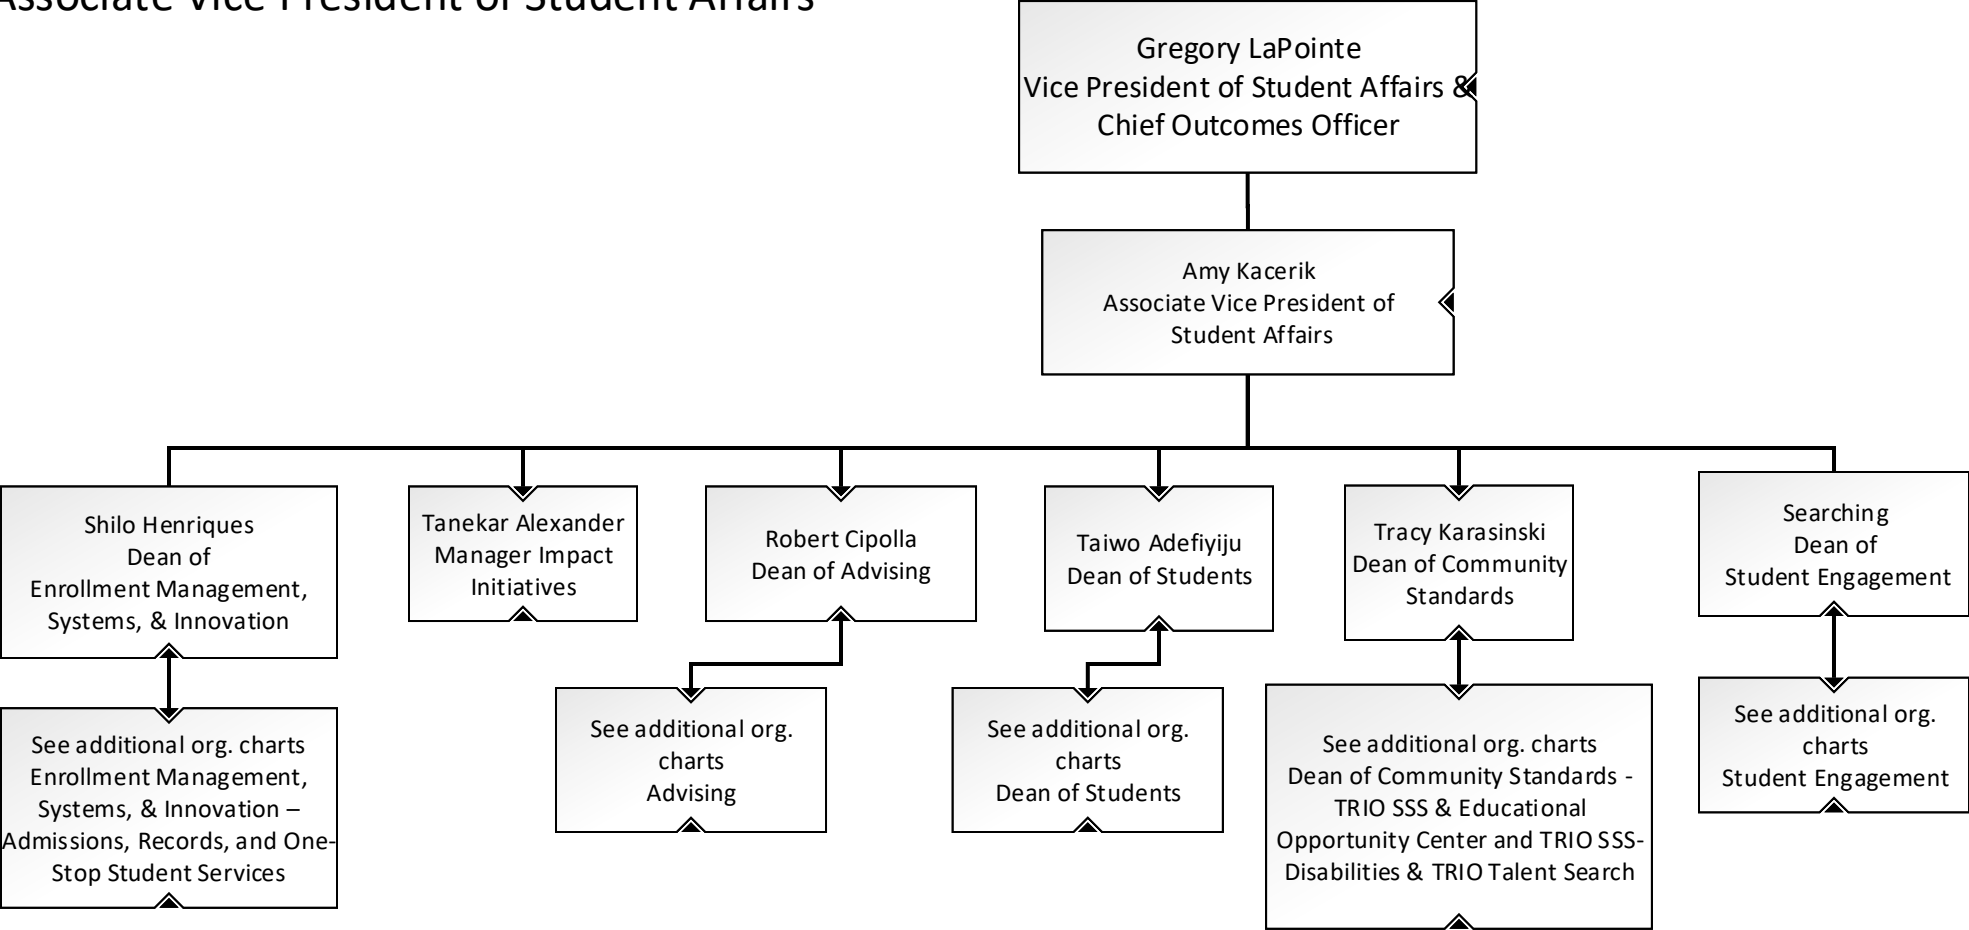 Associate Vice President of Student Affairs
Gregory LaPointe
Vice President of Student Affairs &
Chief Outcomes Officer
Amy Kacerik
Associate Vice President of
Student Affairs
Shilo Henriques
Dean of
Enrollment Management,
Systems, & Innovation
Tanekar Alexander
Manager Impact
Initiatives
Robert Cipolla
Dean of Advising
Taiwo Adefiyiju
Dean of Students
Tracy Karasinski
Dean of Community
Standards
Searching
Dean of
Student Engagement
See additional org. charts
Enrollment Management,
Systems, & Innovation –
Admissions, Records, and One-
Stop Student Services
See additional org.
charts
Advising
See additional org.
charts
Dean of Students
See additional org. charts
Dean of Community Standards -
TRIO SSS & Educational
Opportunity Center and TRIO SSS-
Disabilities & TRIO Talent Search
See additional org.
charts
Student Engagement